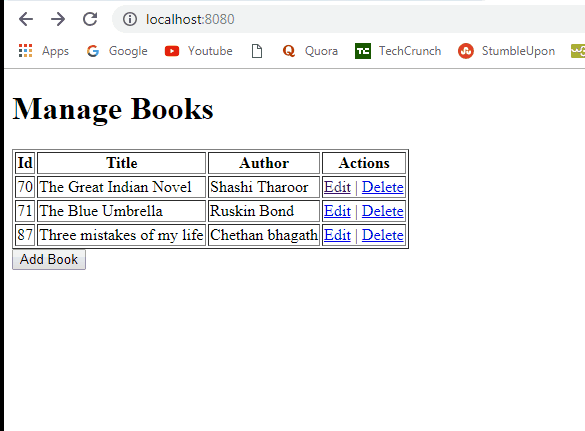 localhost:8080
Apps Google Youtube Quora TC TechCrunch StumbleUpon
Manage Books
Id Title Author Actions
70 The Great Indian Novel Shashi Tharoor Edit | Delete
71 The Blue Umbrella Ruskin Bond Edit | Delete
87 Three mistakes of my life Chethan bhagath Edit | Delete
Add Book